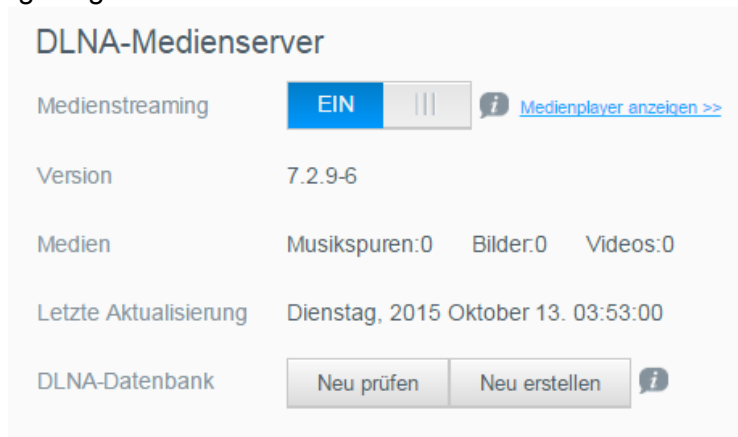 DLNA-Medienserver
Medienstreaming EIN Medienplayer anzeigen >>
Version 7.2.9-6
Medien Musikspuren:0 Bilder:0 Videos:0
Letzte Aktualisierung Dienstag, 2015 Oktober 13. 03:53:00
DLNA-Datenbank Neu prüfen Neu erstellen